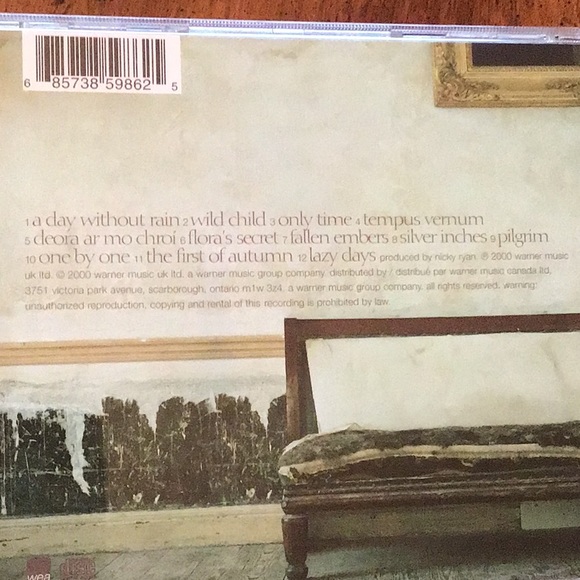 6 85738 59862 5
1 a day without rain 2 wild child 3 only time 4 tempus vernum
5 deora ar mo chroí 6 flora's secret 7 fallen embers 8 silver inches 9 pilgrim
10 one by one 11 the first of autumn 12 lazy days produced by nicky ryan. ℗ 2000 warner music
uk ltd. © 2000 warner music uk ltd. a warner music group company. distributed by / distribué par warner music canada ltd.
3751 victoria park avenue, scarborough, ontario m1w 3z4. a warner music group company. all rights reserved. warning:
unauthorized reproduction, copying and rental of this recording is prohibited by law.
wea